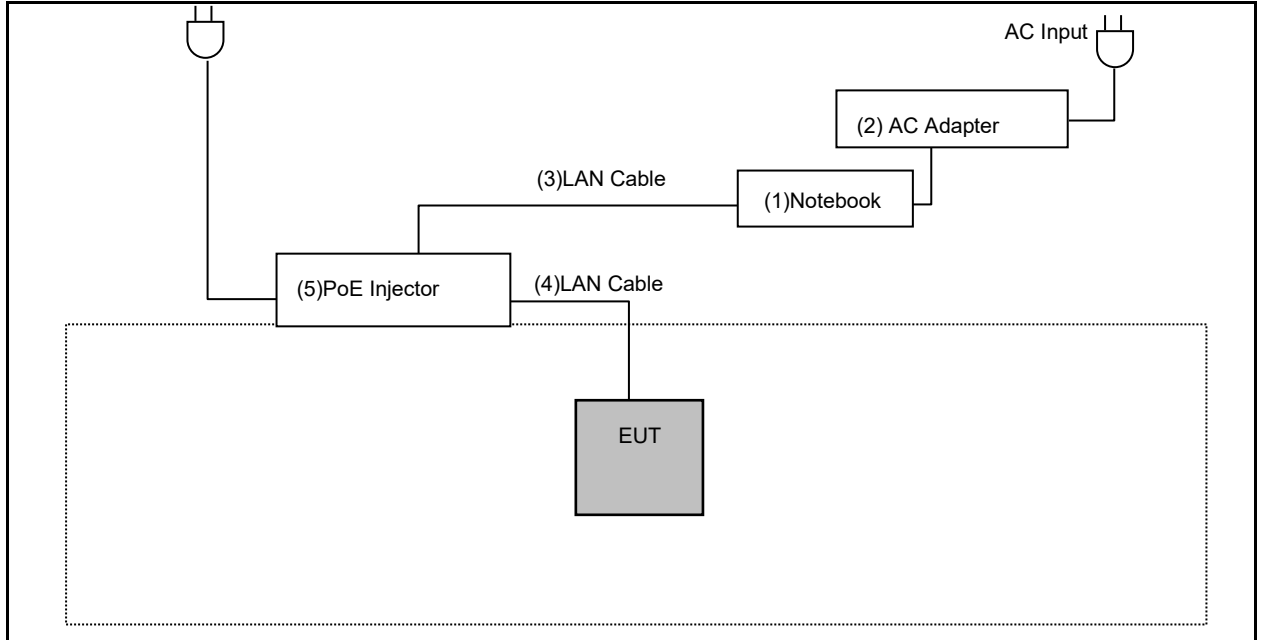 AC Input
(2) AC Adapter
(3)LAN Cable
(1)Notebook
(5)PoE Injector
(4)LAN Cable
EUT